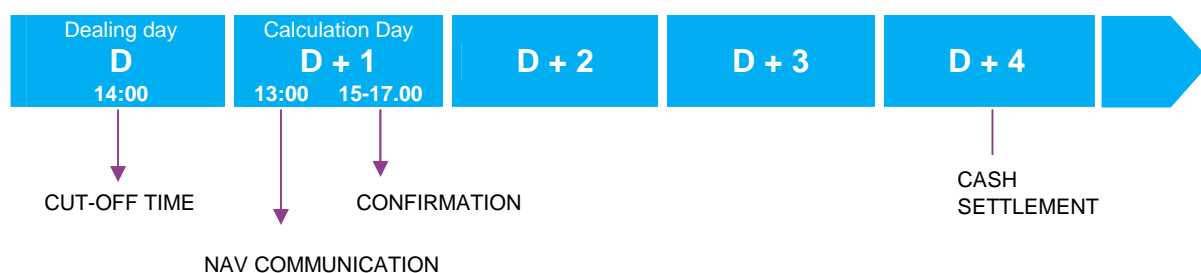 Dealing day
D
14:00
Calculation Day
D + 1
13:00 15-17.00
D + 2
D + 3
D + 4
CUT-OFF TIME
CONFIRMATION
CASH
SETTLEMENT
NAV COMMUNICATION